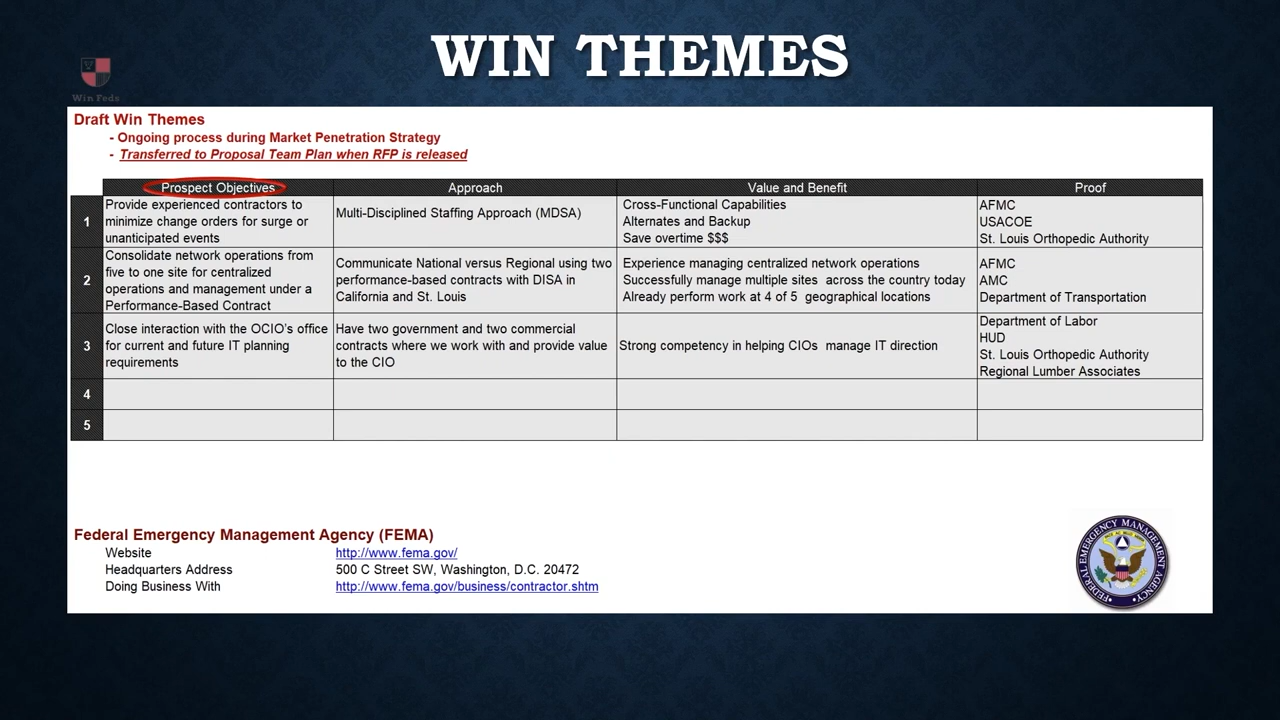 WIN THEMES
Win Feds
Draft Win Themes
- Ongoing process during Market Penetration Strategy
- Transferred to Proposal Team Plan when RFP is released
Prospect Objectives Approach Value and Benefit Proof
1
Provide experienced contractors to
minimize change orders for surge or
unanticipated events
Multi-Disciplined Staffing Approach (MDSA)
Cross-Functional Capabilities
Alternates and Backup
Save overtime $$$
AFMC
USACOE
St. Louis Orthopedic Authority
2
Consolidate network operations from
five to one site for centralized
operations and management under a
Performance-Based Contract
Communicate National versus Regional using two
performance-based contracts with DISA in
California and St. Louis
Experience managing centralized network operations
Successfully manage multiple sites across the country today
Already perform work at 4 of 5 geographical locations
AFMC
AMC
Department of Transportation
3
Close interaction with the OCIO's office
for current and future IT planning
requirements
Have two government and two commercial
contracts where we work with and provide value
to the CIO
Strong competency in helping CIOs manage IT direction
Department of Labor
HUD
St. Louis Orthopedic Authority
Regional Lumber Associates
4
5
Federal Emergency Management Agency (FEMA)
Website http://www.fema.gov/
Headquarters Address 500 C Street SW, Washington, D.C. 20472
Doing Business With http://www.fema.gov/business/contractor.shtm
FEDERAL EMERGENCY MANAGEMENT AGENCY